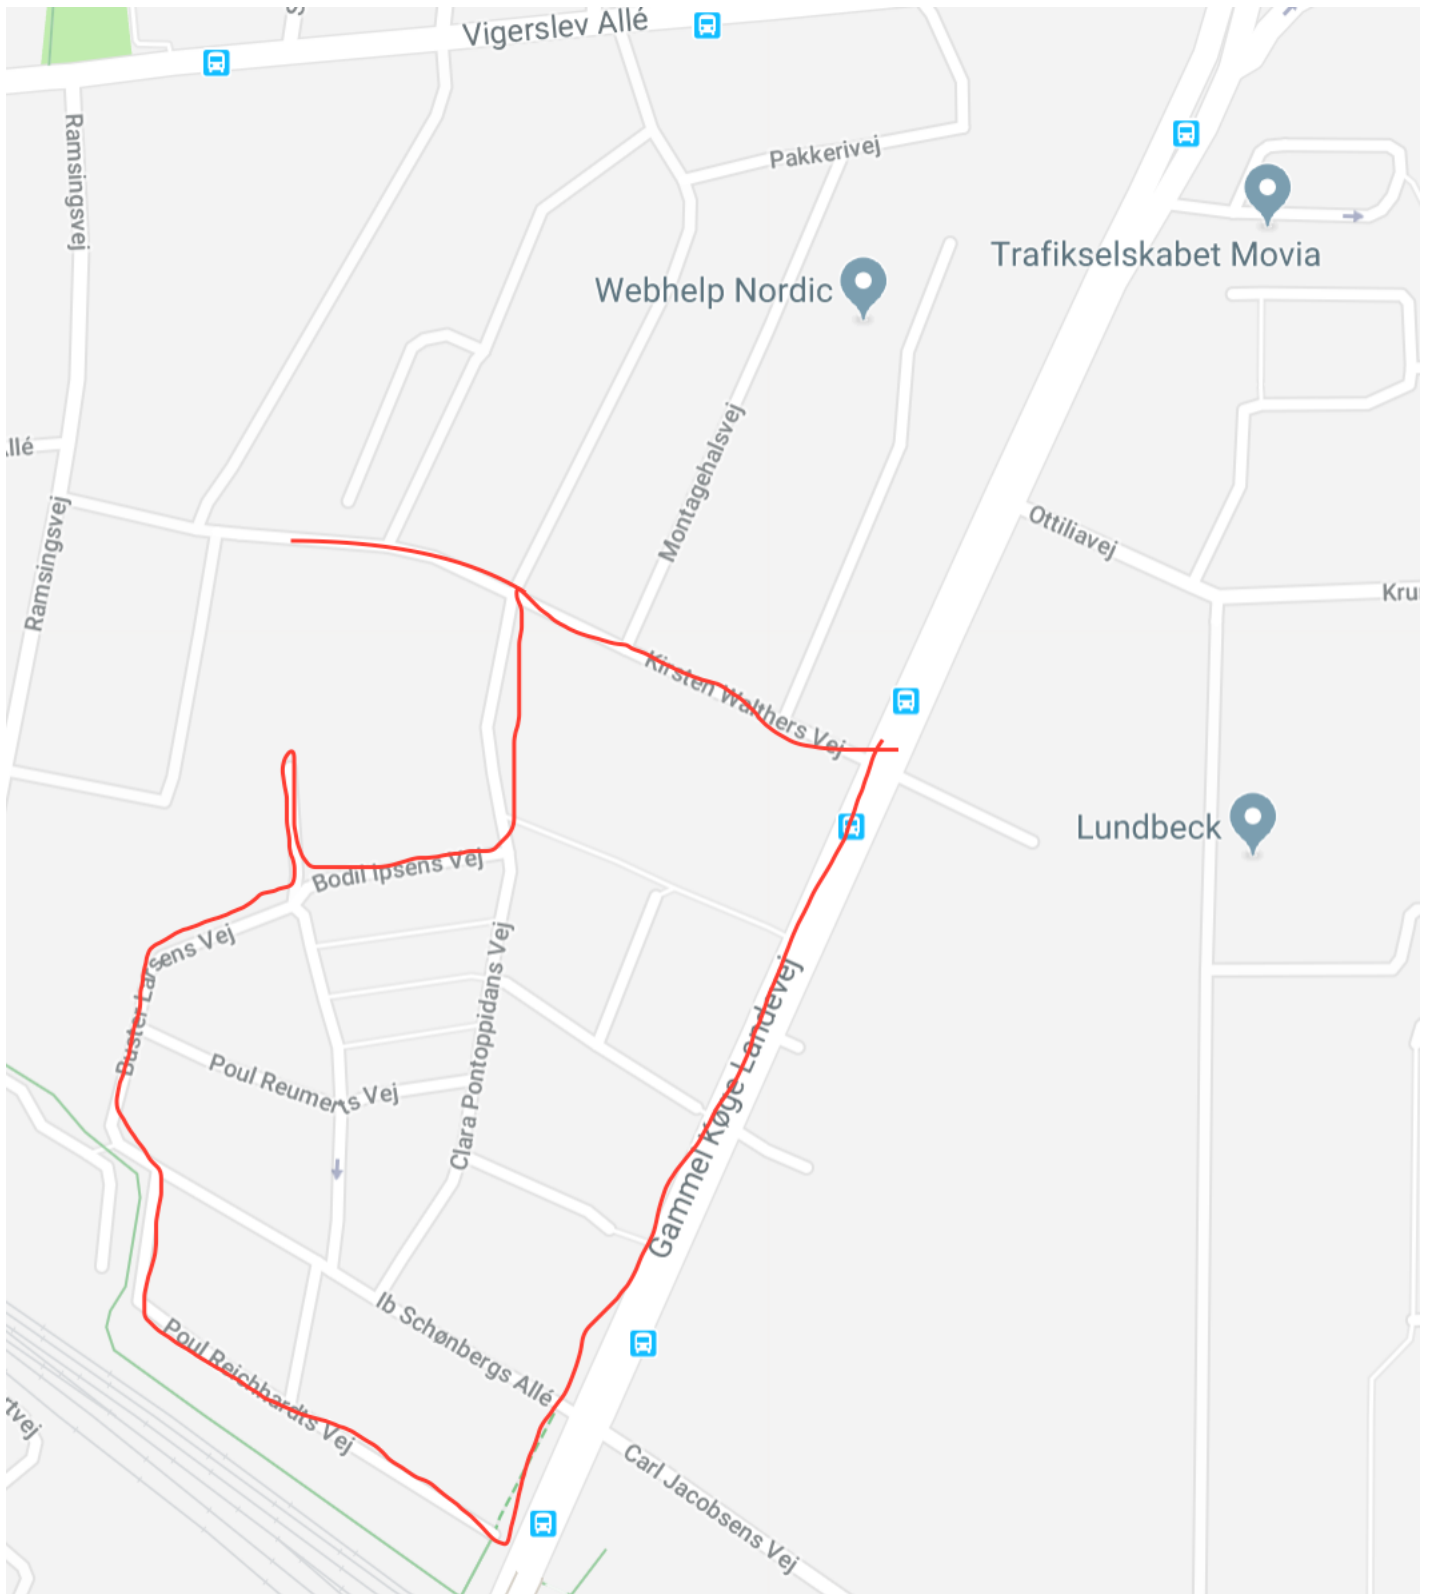 Vigerslev Allé
Ramsingsvej
Pakkerivej
Trafikselskabet Movia
Webhelp Nordic
Montagehalsvej
llé
Ramsingsvej
Ottiliavej
Kru
Kirsten Walthers Vej
Lundbeck
Bodil Ipsens Vej
Buster Larsens Vej
Clara Pontoppidans Vej
Gammel Køge Landevej
Poul Reumerts Vej
Ib Schønbergs Allé
Poul Reichhardts Vej
rtvej
Carl Jacobsens Vej